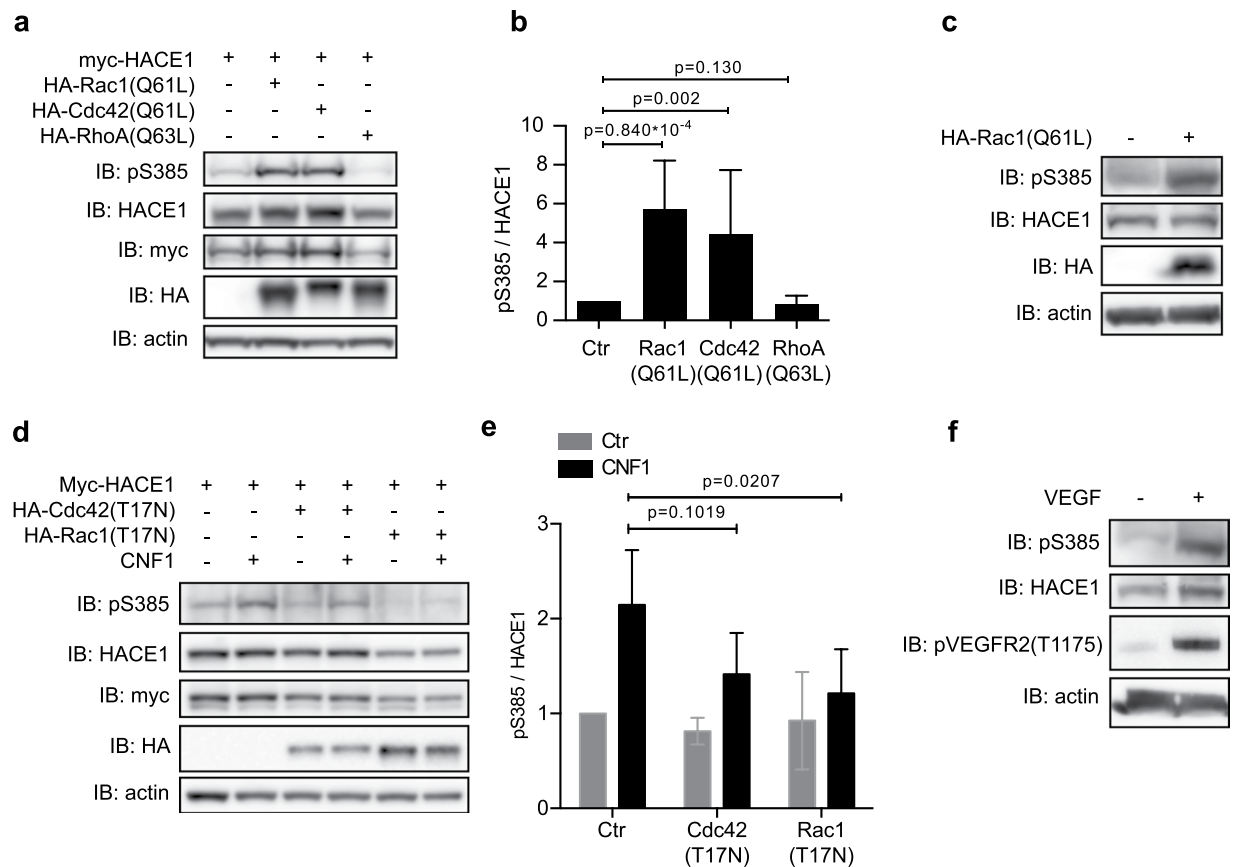 a
myc-HACE1 + + + +
HA-Rac1(Q61L) - + - -
HA-Cdc42(Q61L) - - + -
HA-RhoA(Q63L) - - - +
IB: pS385
IB: HACE1
IB: myc
IB: HA
IB: actin
b
p=0.130
p=0.002
p=0.840*10-4
pS385 / HACE1
10
8
6
4
2
0
Ctr Rac1 Cdc42 RhoA
(Q61L) (Q61L) (Q63L)
c
HA-Rac1(Q61L) - +
IB: pS385
IB: HACE1
IB: HA
IB: actin
d
Myc-HACE1 + + + + + +
HA-Cdc42(T17N) - - + + - -
HA-Rac1(T17N) - - - - + +
CNF1 - + - + - +
IB: pS385
IB: HACE1
IB: myc
IB: HA
IB: actin
e
Ctr
CNF1
p=0.0207
p=0.1019
pS385 / HACE1
3
2
1
0
Ctr Cdc42 Rac1
(T17N) (T17N)
f
VEGF - +
IB: pS385
IB: HACE1
IB: pVEGFR2(T1175)
IB: actin